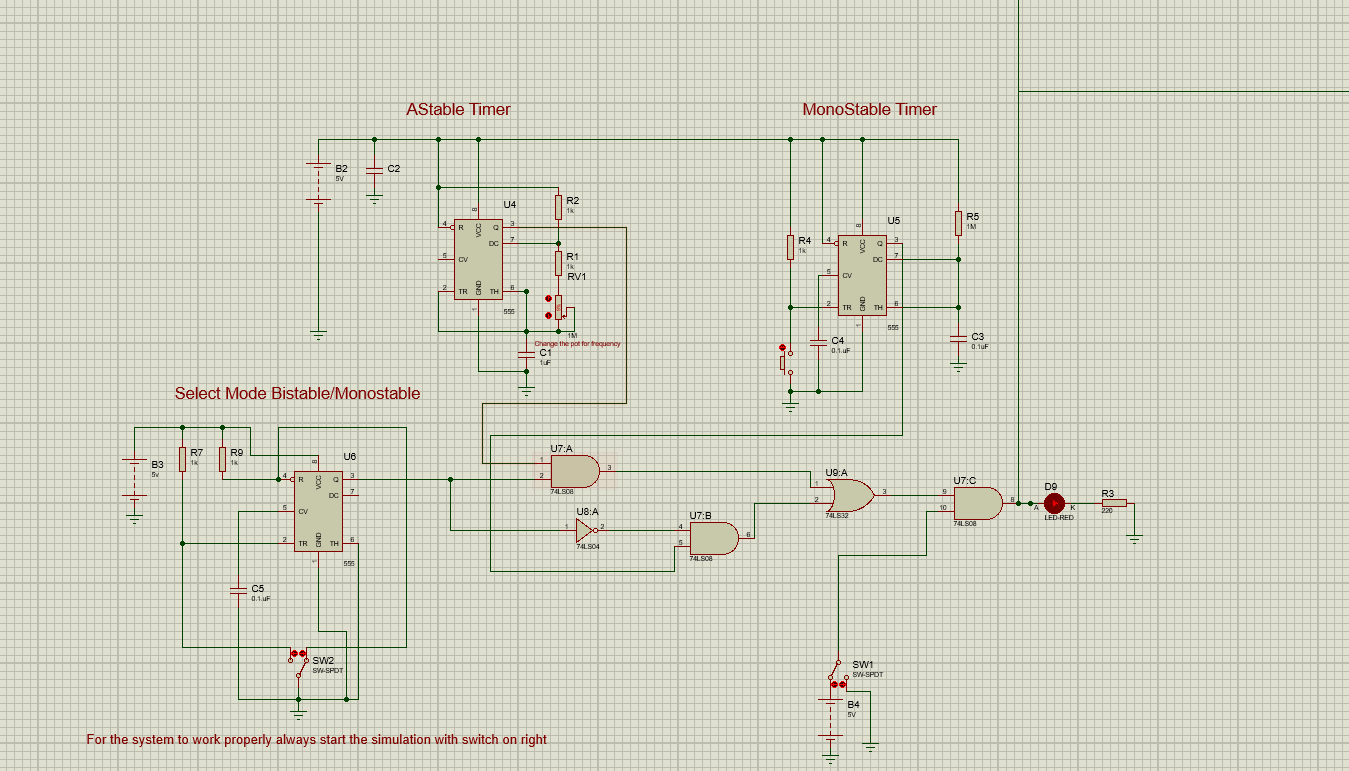 AStable Timer
MonoStable Timer
B2
5V
C2
U4
R2
1k
4
R
VCC
8
Q
3
DC
7
5
CV
2
TR
GND
1
TH
6
555
R1
1k
RV1
1M
Change the pot for frequency
C1
1uF
R4
1k
U5
4
R
VCC
8
Q
3
DC
7
5
CV
2
TR
GND
1
TH
6
555
R5
1M
C4
0.1.uF
C3
0.1uF
Select Mode Bistable/Monostable
B3
5v
R7
1k
R9
1k
U6
4
R
VCC
8
Q
3
DC
7
5
CV
2
TR
GND
1
TH
6
555
C5
0.1.uF
SW2
SW-SPDT
U7:A
1
2
3
74LS08
U8:A
1
2
74LS04
U7:B
4
5
6
74LS08
U9:A
1
2
3
74LS32
U7:C
9
10
8
74LS08
D9
A
K
LED-RED
R3
220
SW1
SW-SPDT
B4
5V
For the system to work properly always start the simulation with switch on right